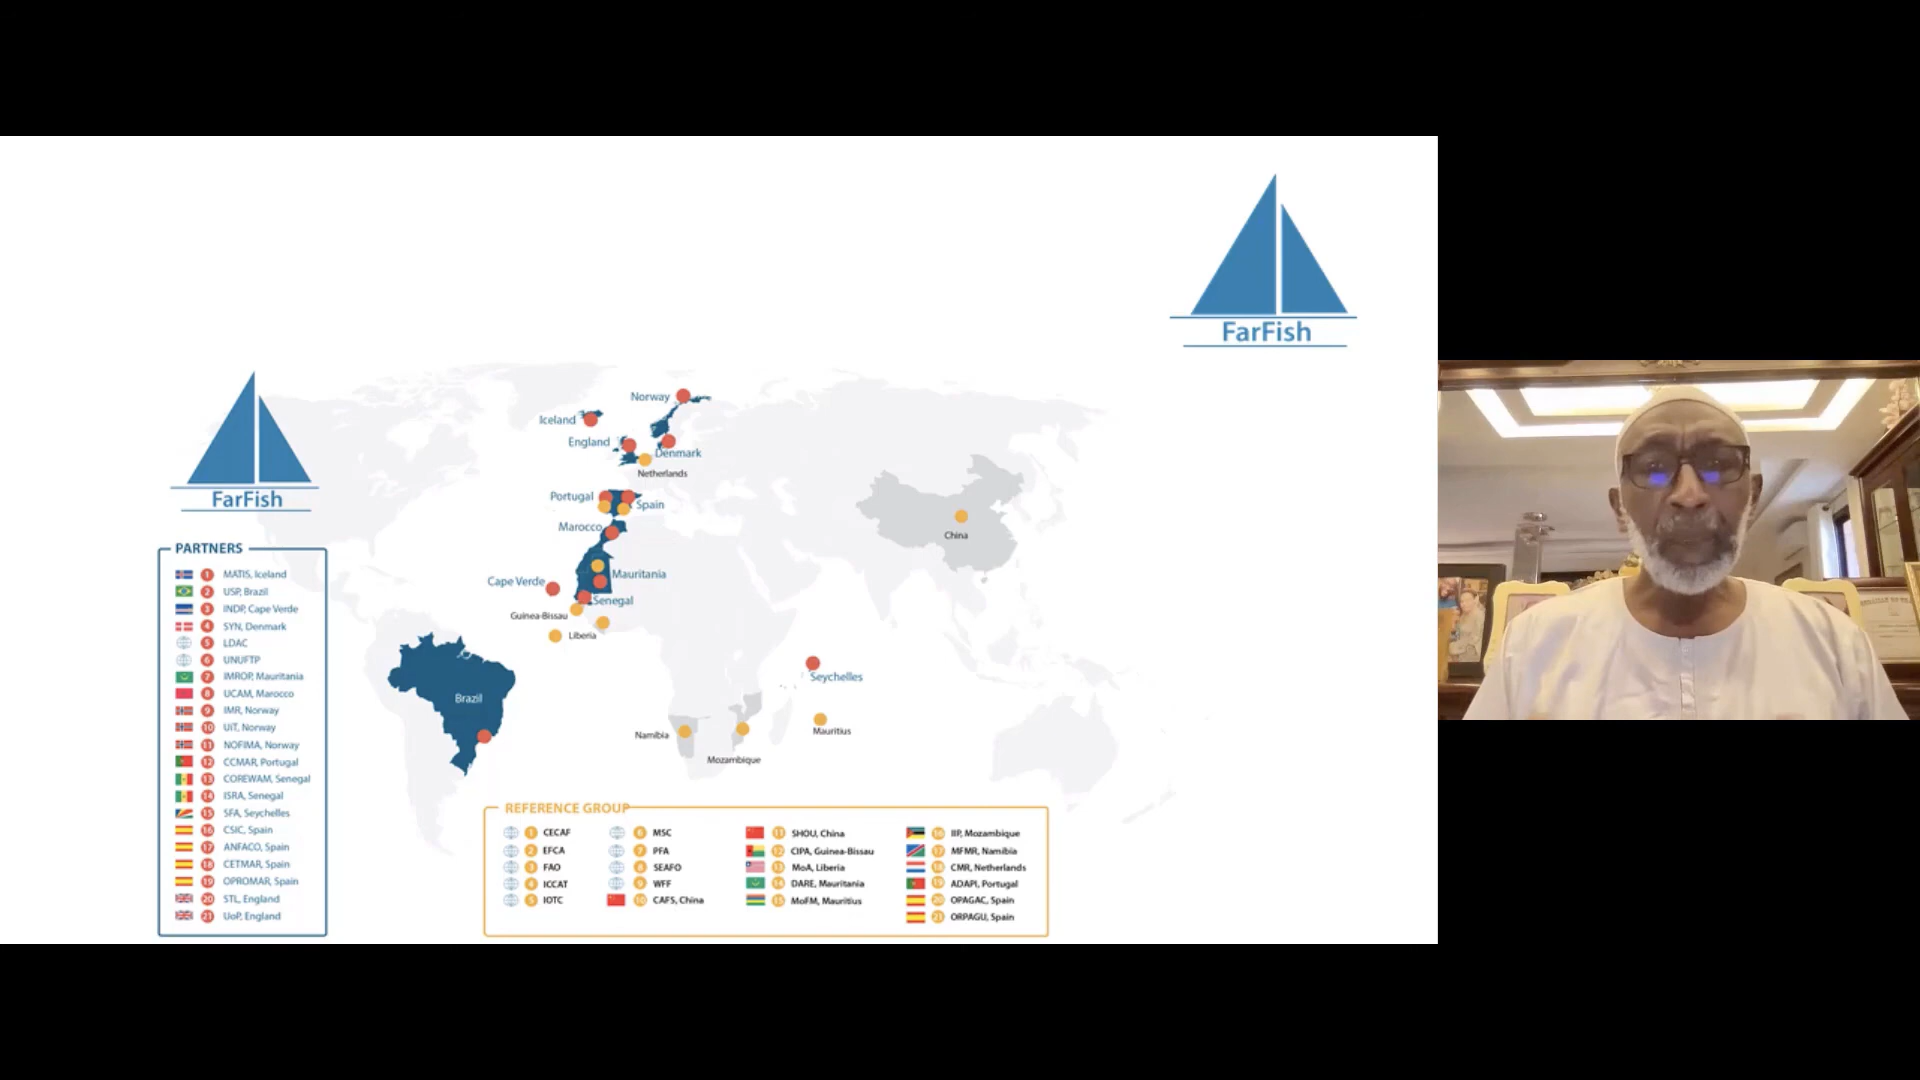 FarFish
FarFish
PARTNERS
1 MATIS, Iceland
2 USP, Brazil
3 INDP, Cape Verde
4 SYN, Denmark
5 LDAC
6 UNUFTP
7 IMROP, Mauritania
8 UCAM, Marocco
9 IMR, Norway
10 UiT, Norway
11 NOFIMA, Norway
12 CCMAR, Portugal
13 COREWAM, Senegal
14 ISRA, Senegal
15 SFA, Seychelles
16 CSIC, Spain
17 ANFACO, Spain
18 CETMAR, Spain
19 OPROMAR, Spain
20 STL, England
21 UoP, England
Norway
Iceland
England
Denmark
Netherlands
Portugal
Spain
Marocco
Mauritania
Cape Verde
Senegal
Guinea-Bissau
Liberia
Brazil
China
Seychelles
Mauritius
Namibia
Mozambique
REFERENCE GROUP
1 CECAF
2 EFCA
3 FAO
4 ICCAT
5 IOTC
6 MSC
7 PFA
8 SEAFO
9 WFF
10 CAFS, China
11 SHOU, China
12 CIPA, Guinea-Bissau
13 MoA, Liberia
14 DARE, Mauritania
15 MoFM, Mauritius
16 IIP, Mozambique
17 MFMR, Namibia
18 CMR, Netherlands
19 ADAPI, Portugal
20 OPAGAC, Spain
21 ORPAGU, Spain